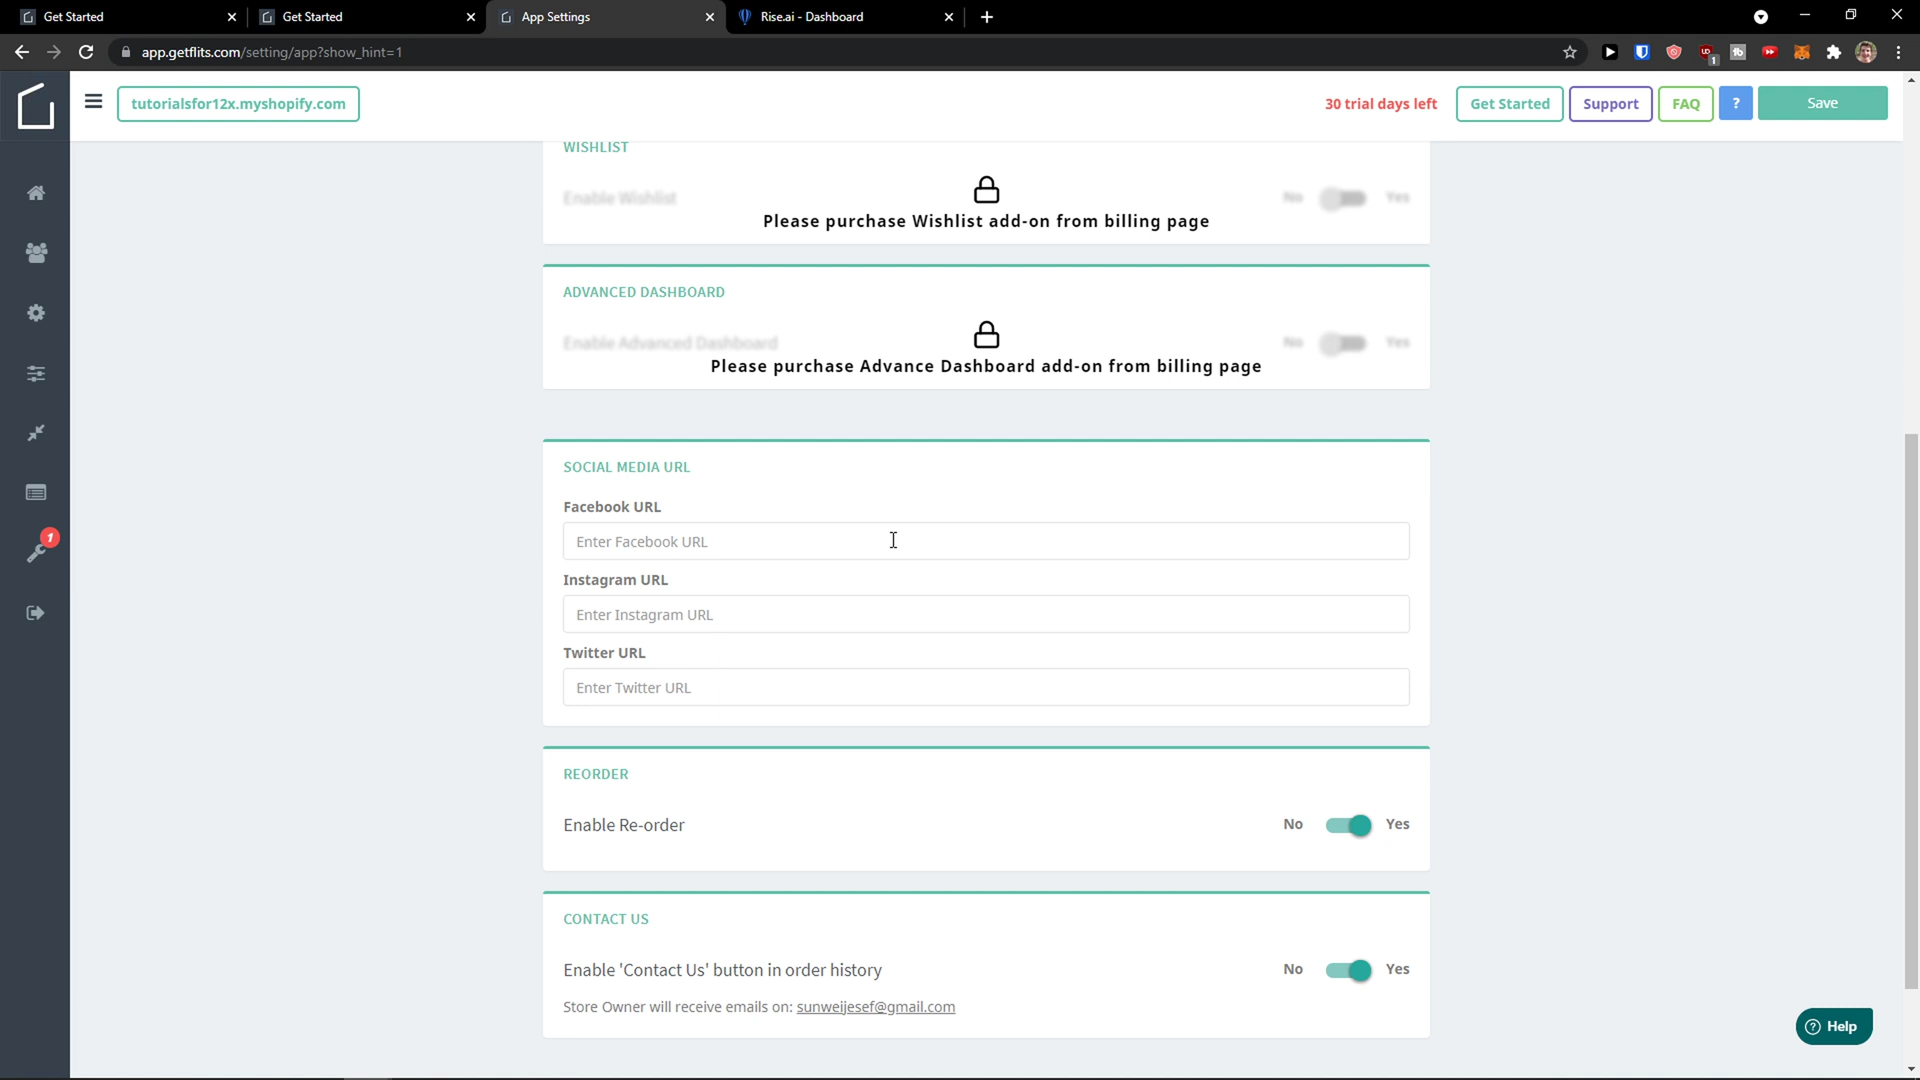 Get Started
Get Started
App Settings
Rise.ai - Dashboard
app.getflits.com/setting/app?show_hint=1
1
tutorialsfor12x.myshopify.com
30 trial days left
Get Started
Support
FAQ
?
Save
WISHLIST
Enable Wishlist
No
Yes
Please purchase Wishlist add-on from billing page
ADVANCED DASHBOARD
Enable Advanced Dashboard
No
Yes
Please purchase Advance Dashboard add-on from billing page
SOCIAL MEDIA URL
Facebook URL
Enter Facebook URL
Instagram URL
Enter Instagram URL
Twitter URL
Enter Twitter URL
1
REORDER
Enable Re-order
No
Yes
CONTACT US
Enable 'Contact Us' button in order history
No
Yes
Store Owner will receive emails on: sunweijesef@gmail.com
? Help